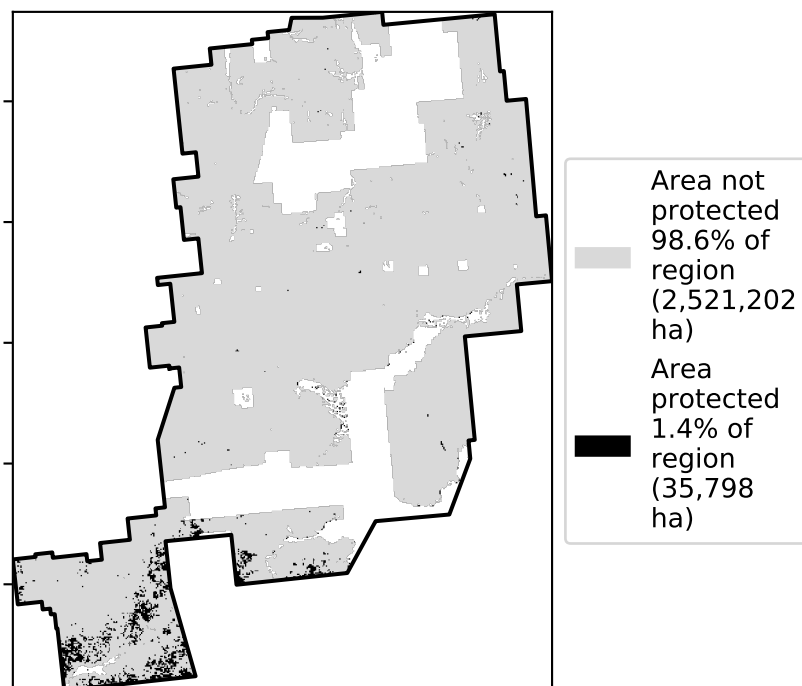 Area not
protected
98.6% of
region
(2,521,202
ha)
Area
protected
1.4% of
region
(35,798
ha)